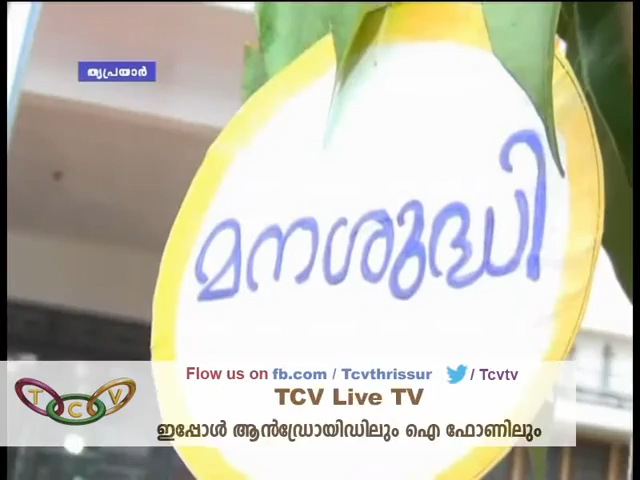 തൃപ്രയാർ
മനശുദ്ധി
Flow us on fb.com / Tcvthrissur / Tcvtv
TCV
TCV Live TV
ഇപ്പോൾ ആൻഡ്രോയിഡിലും ഐ ഫോണിലും